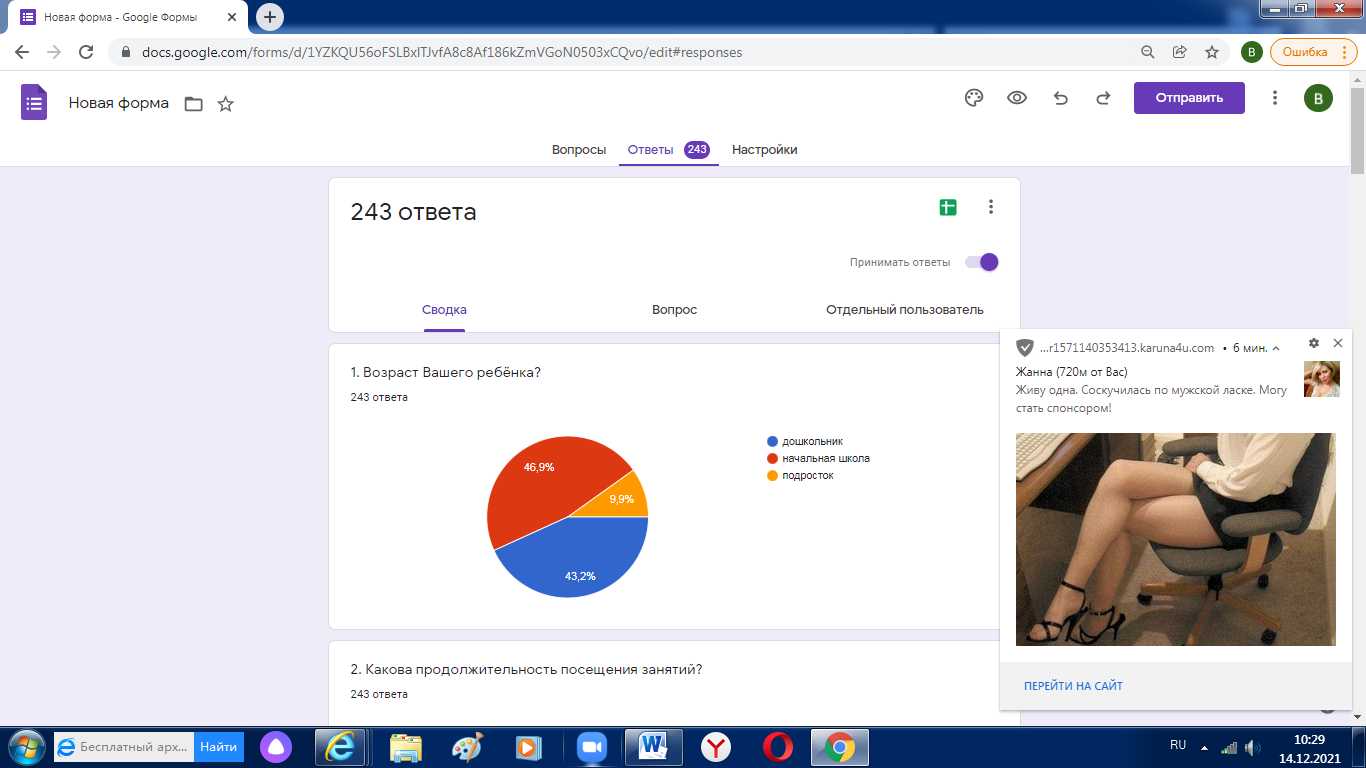 Новая форма - Google Формы
docs.google.com/forms/d/1YZKQU56oFSLBxlTJvfA8c8Af186kZmVGoN0503xCQvo/edit#responses
В
Ошибка
Новая форма
Отправить
В
Вопросы
Ответы 243
Настройки
243 ответа
Принимать ответы
Сводка
Вопрос
Отдельный пользователь
1. Возраст Вашего ребёнка?
243 ответа
46,9%
9,9%
43,2%
дошкольник
начальная школа
подросток
2. Какова продолжительность посещения занятий?
243 ответа
...r1571140353413.karuna4u.com • 6 мин.
Жанна (720м от Вас)
Живу одна. Соскучилась по мужской ласке. Могу
стать спонсором!
ПЕРЕЙТИ НА САЙТ
Бесплатный арх...
Найти
RU
10:29
14.12.2021